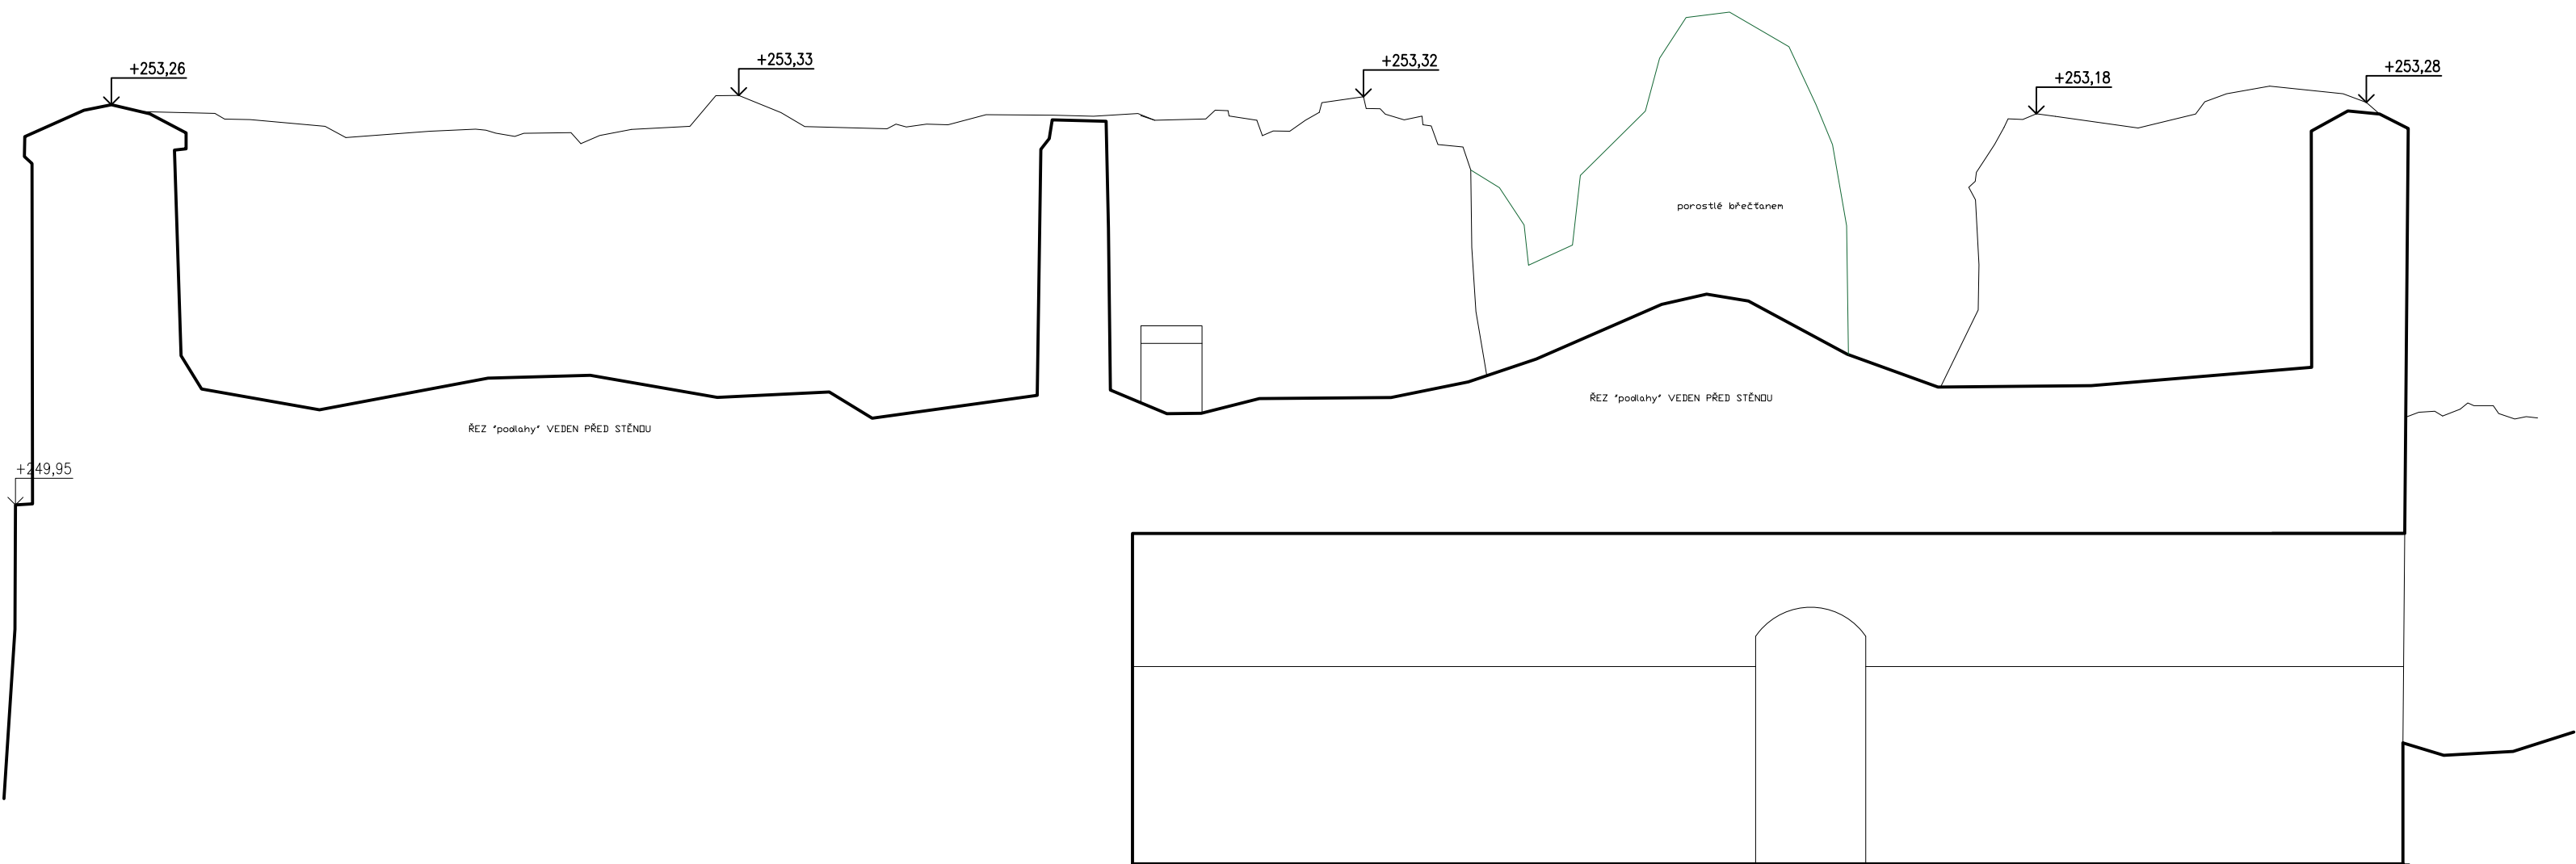 +253,33
+253,32
+253,26
+253,28
+253,18
porostlé břečťanem
ŘEZ "podlahy" VEDEN PŘED STĚNOU
ŘEZ "podlahy" VEDEN PŘED STĚNOU
+249,95